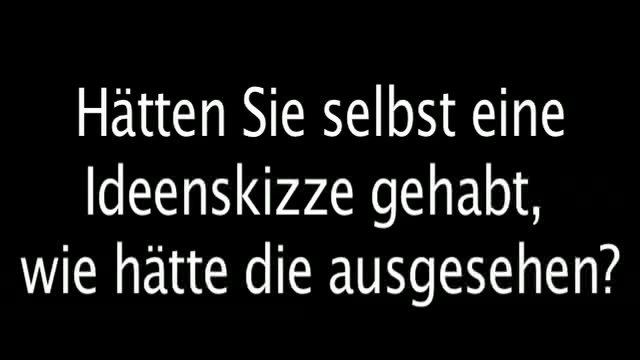 Hätten Sie selbst eine
Ideenskizze gehabt,
wie hätte die ausgesehen?